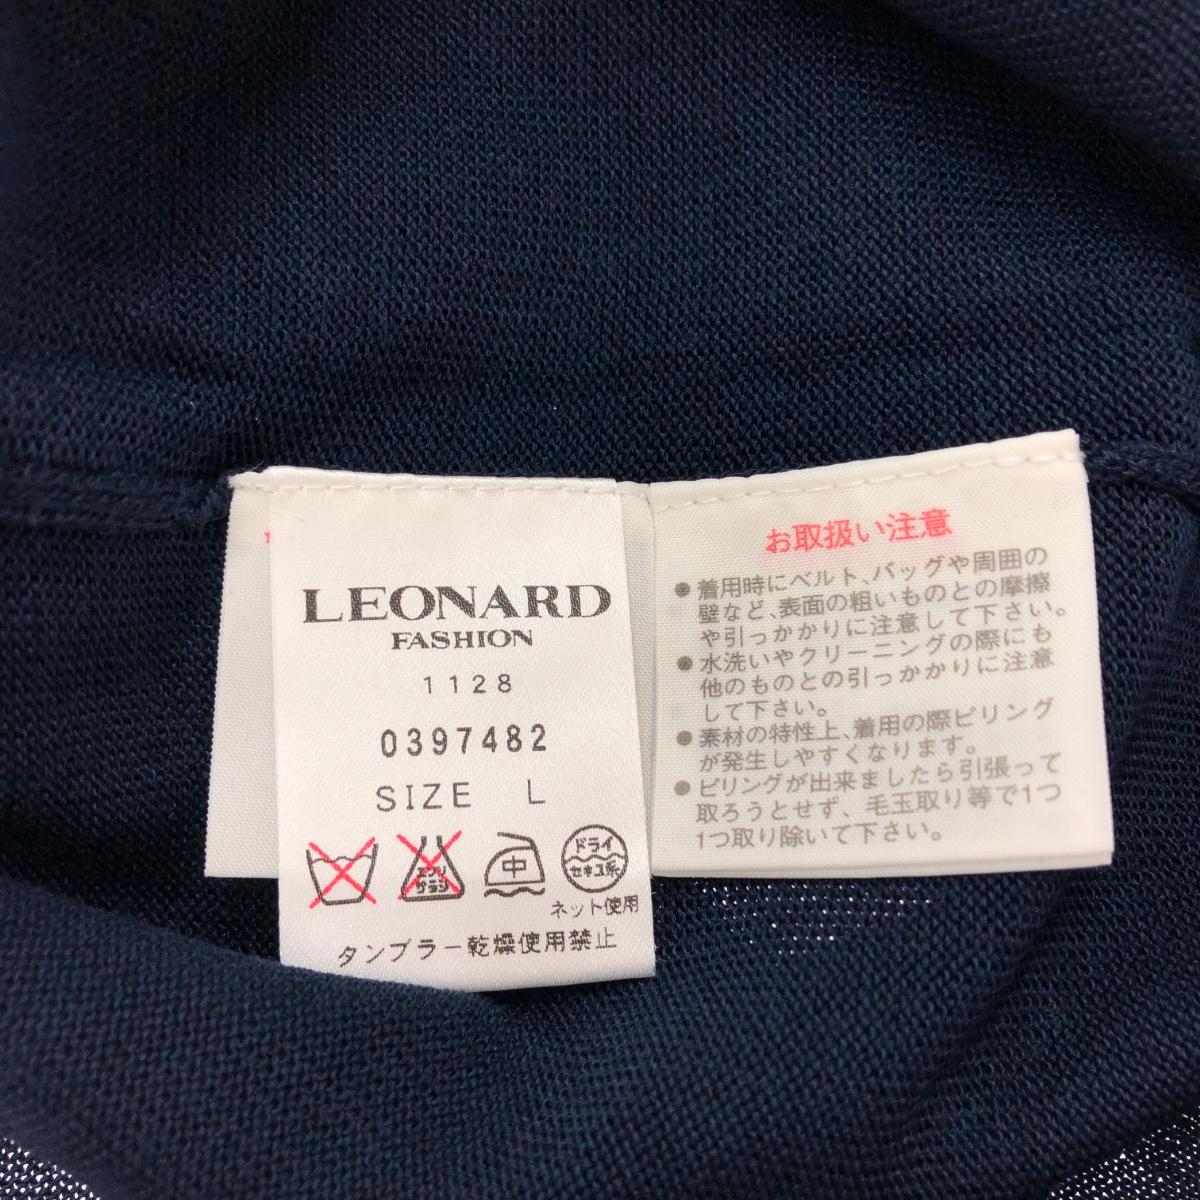 LEONARD
FASHION
1128
0397482
SIZE L
エンソ
サラシ
中
ドライ
セキユ系
ネット使用
タンブラー乾燥使用禁止
お取扱い注意
●着用時にベルト、バッグや周囲の
壁など、表面の粗いものとの摩擦
や引っかかりに注意して下さい。
●水洗いやクリーニングの際にも
他のものとの引っかかりに注意
して下さい。
●素材の特性上、着用の際ピリング
が発生しやすくなります。
●ピリングが出来ましたら引張って
取ろうとせず、毛玉取り等で1つ
1つ取り除いて下さい。